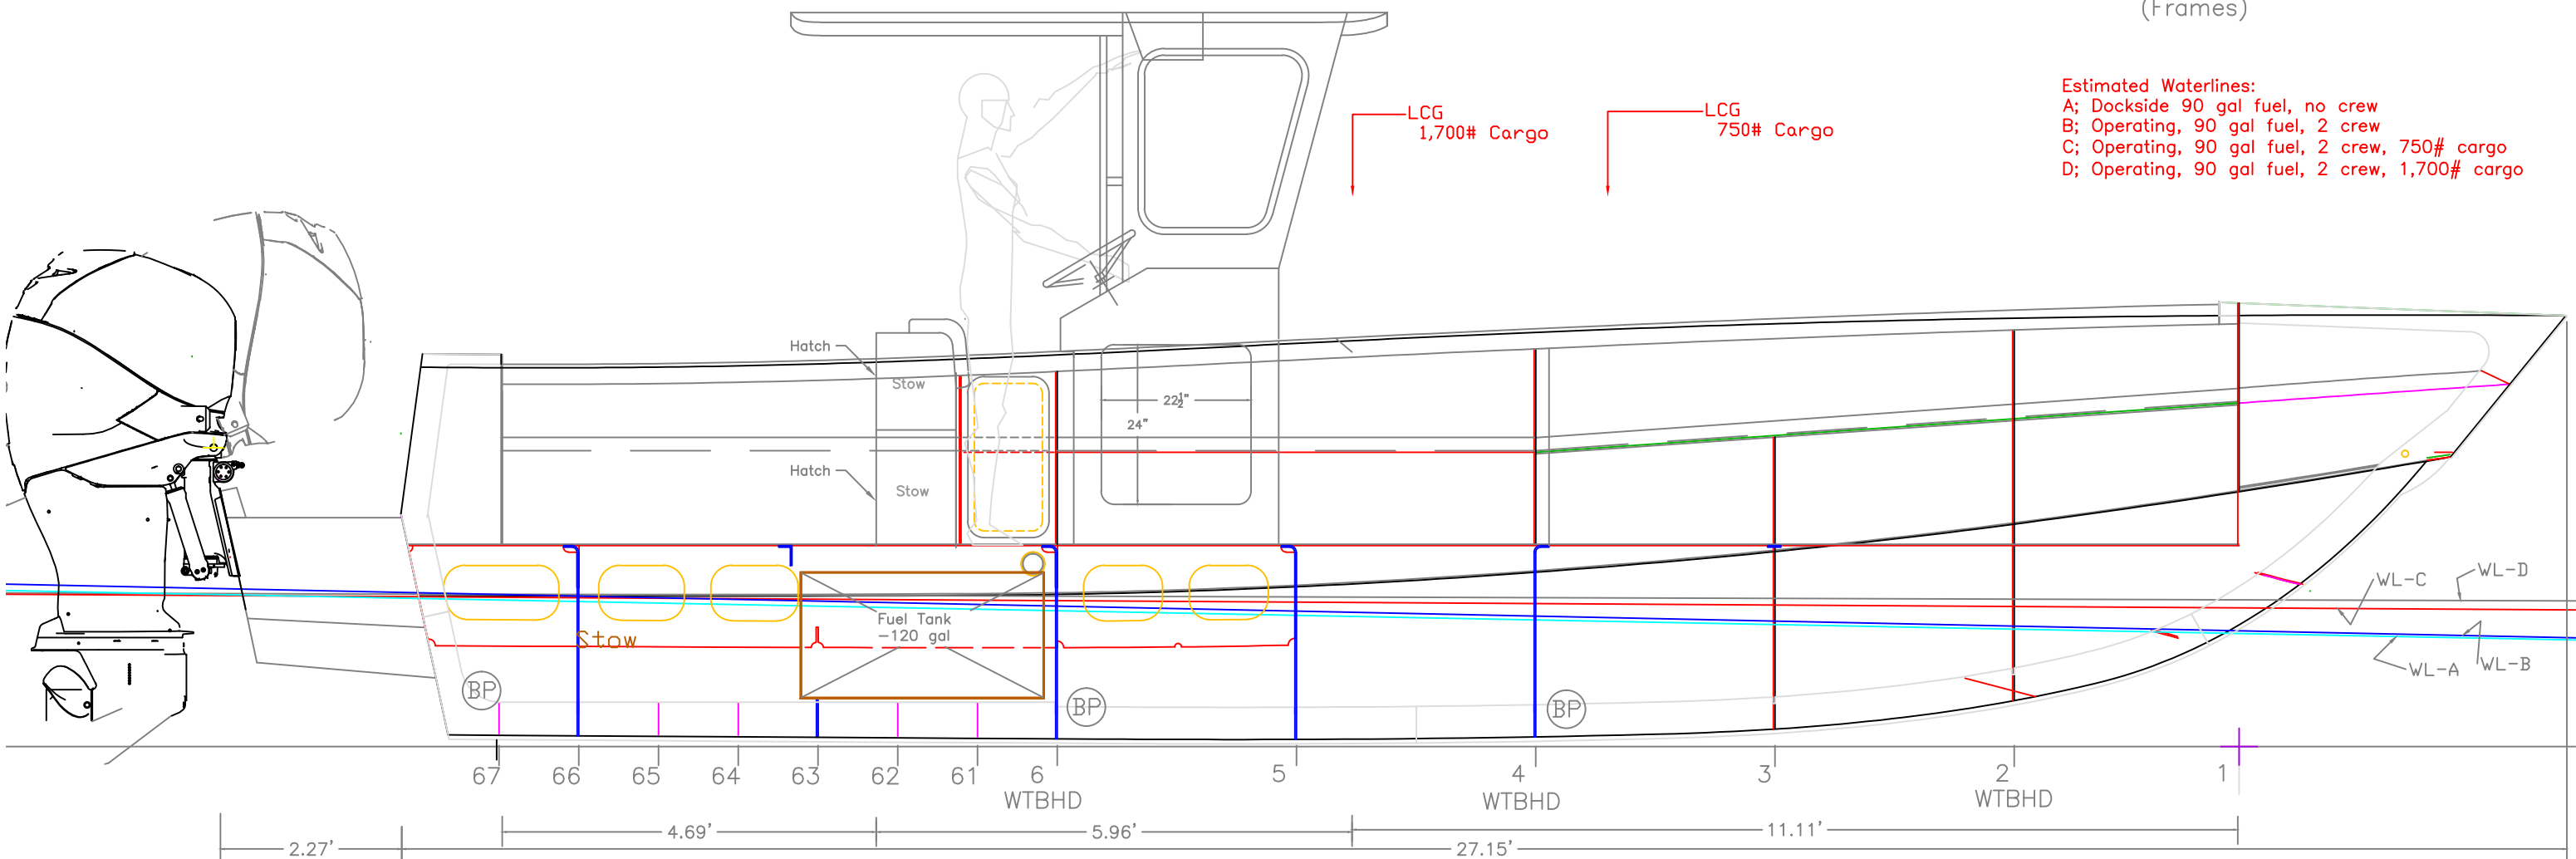 (Frames)
Estimated Waterlines:
A; Dockside 90 gal fuel, no crew
B; Operating, 90 gal fuel, 2 crew
C; Operating, 90 gal fuel, 2 crew, 750# cargo
D; Operating, 90 gal fuel, 2 crew, 1,700# cargo
LCG
1,700# Cargo
LCG
750# Cargo
Hatch
Stow
22½"
24"
Hatch
Stow
Fuel Tank
-120 gal
Stow
BP
BP
BP
WL-D
WL-C
WL-B
WL-A
67
66
65
64
63
62
61
6
5
4
3
2
1
WTBHD
WTBHD
WTBHD
4.69'
5.96'
11.11'
2.27'
27.15'